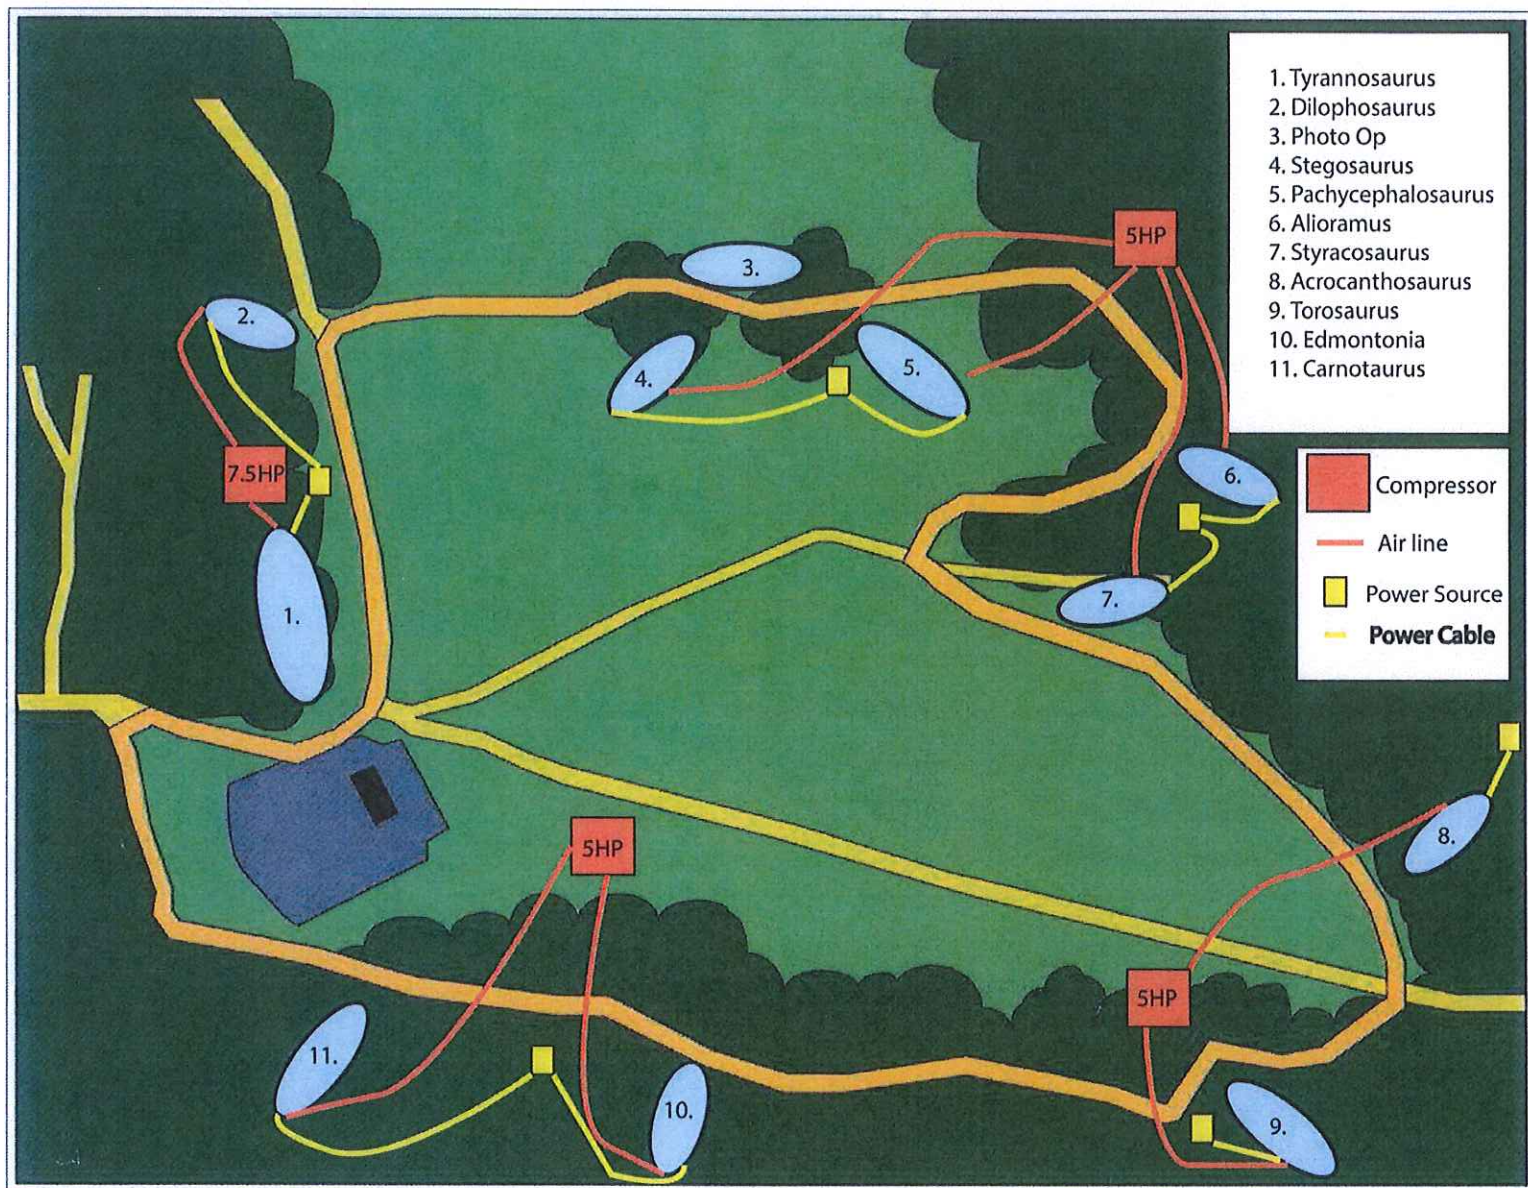 1. Tyrannosaurus
2. Dilophosaurus
3. Photo Op
4. Stegosaurus
5. Pachycephalosaurus
6. Alioramus
7. Styracosaurus
8. Acrocanthosaurus
9. Torosaurus
10. Edmontonia
11. Carnotaurus
5HP
3.
2.
4.
5.
7.5HP
6.
Compressor
Air line
Power Source
Power Cable
1.
7.
5HP
8.
5HP
11.
10.
9.